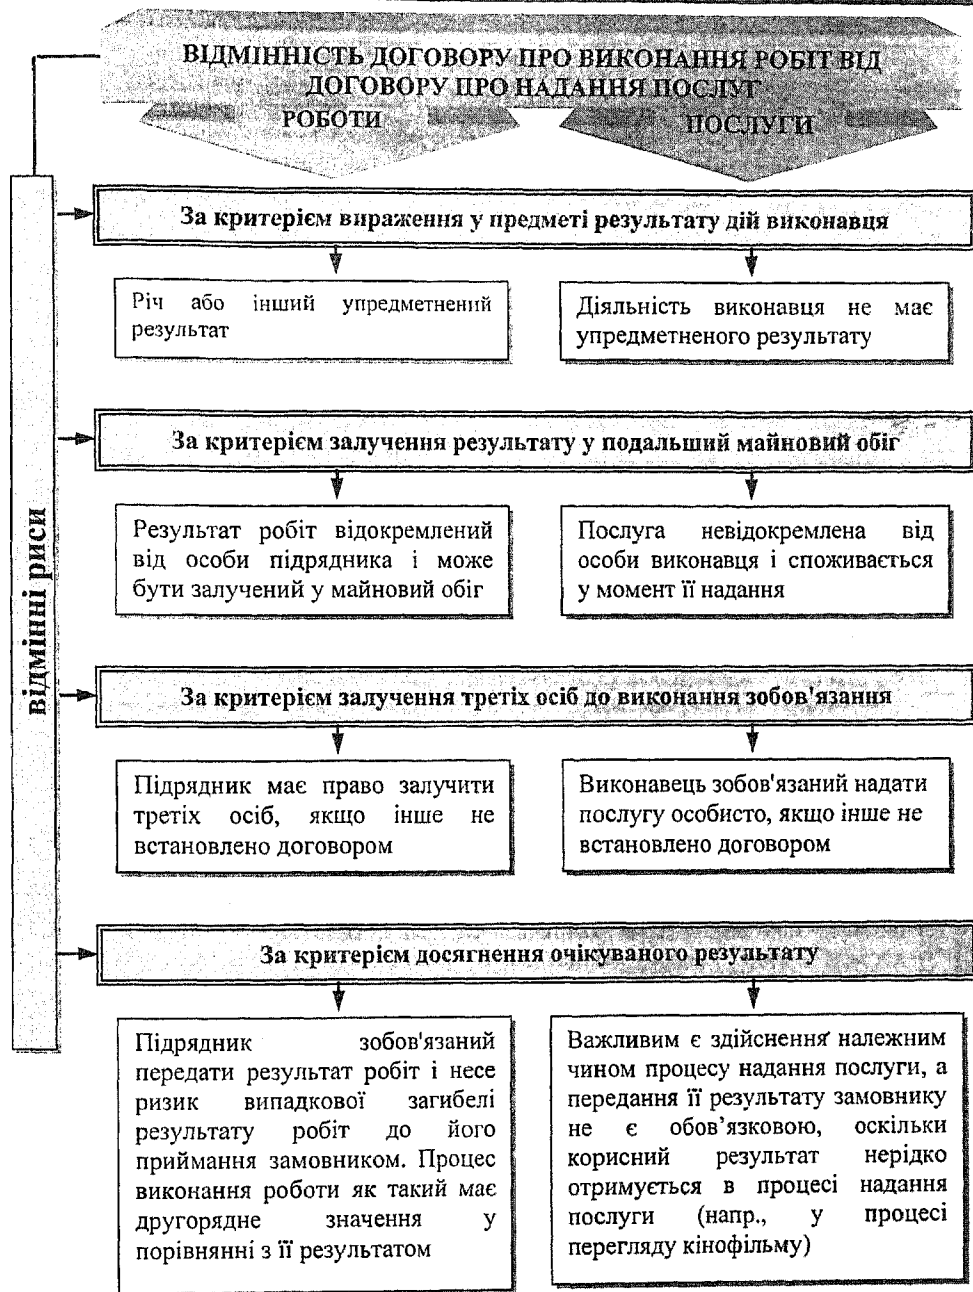 ВІДМІННІСТЬ ДОГОВОРУ ПРО ВИКОНАННЯ РОБІТ ВІД
ДОГОВОРУ ПРО НАДАННЯ ПОСЛУГ
РОБОТИ
ПОСЛУГИ
відмінні риси
За критерієм вираження у предметі результату дій виконавця
Річ або інший упредметнений
результат
Діяльність виконавця не має
упредметненого результату
За критерієм залучення результату у подальший майновий обіг
Результат робіт відокремлений
від особи підрядника і може
бути залучений у майновий обіг
Послуга невідокремлена від
особи виконавця і споживається
у момент її надання
За критерієм залучення третіх осіб до виконання зобов'язання
Підрядник має право залучити
третіх осіб, якщо інше не
встановлено договором
Виконавець зобов'язаний надати
послугу особисто, якщо інше не
встановлено договором
За критерієм досягнення очікуваного результату
Підрядник зобов'язаний
передати результат робіт і несе
ризик випадкової загибелі
результату робіт до його
приймання замовником. Процес
виконання роботи як такий має
другорядне значення у
порівнянні з її результатом
Важливим є здійснення належним
чином процесу надання послуги, а
передання її результату замовнику
не є обов’язковою, оскільки
корисний результат нерідко
отримується в процесі надання
послуги (напр., у процесі
перегляду кінофільму)